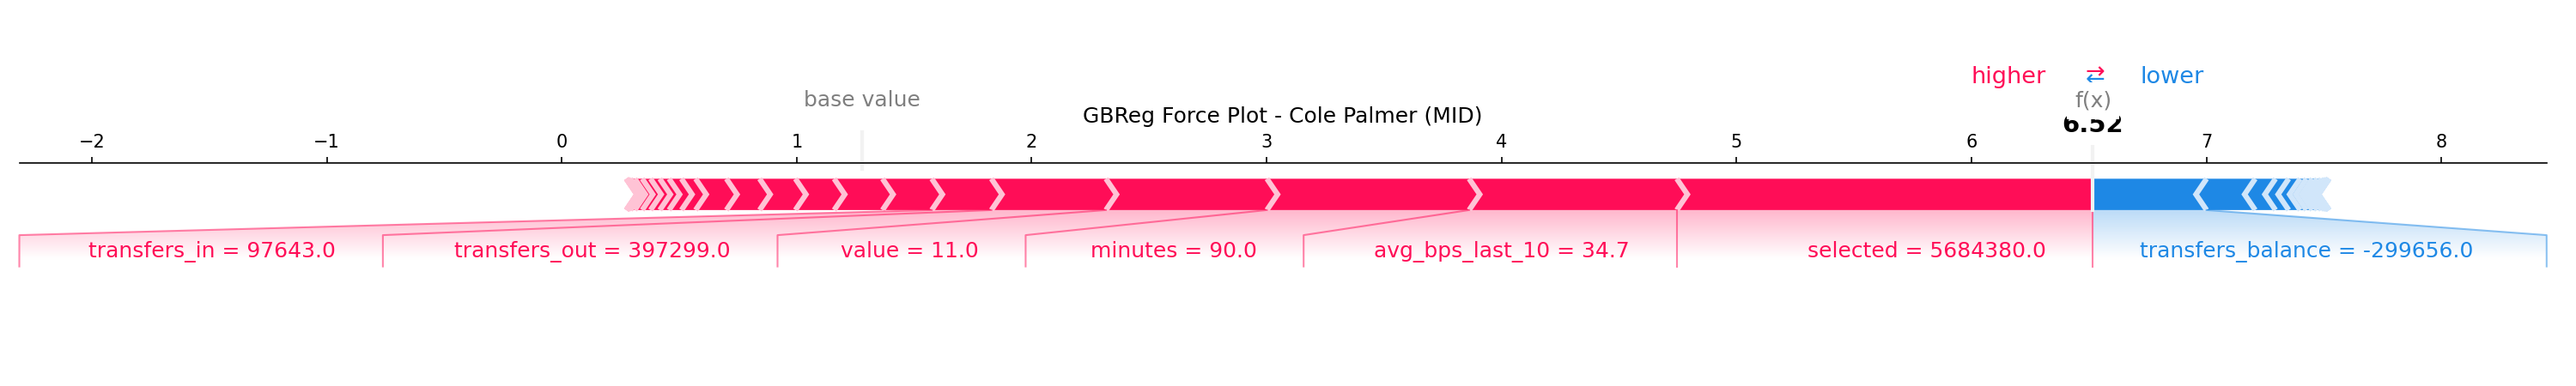 higher ⇄ lower
base value
f(x)
GBReg Force Plot - Cole Palmer (MID)
6.52
−2 −1 0 1 2 3 4 5 6 7 8
transfers_in = 97643.0 transfers_out = 397299.0 value = 11.0 minutes = 90.0 avg_bps_last_10 = 34.7 selected = 5684380.0 transfers_balance = -299656.0